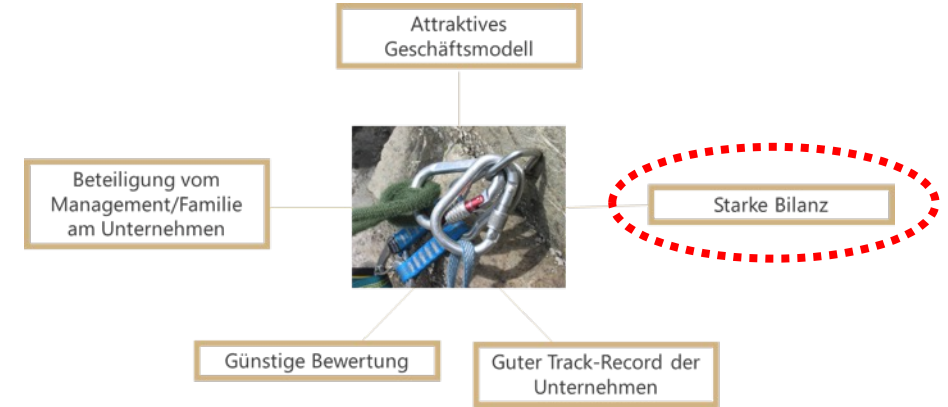 Attraktives
Geschäftsmodell
Beteiligung vom
Management/Familie
am Unternehmen
Starke Bilanz
Günstige Bewertung
Guter Track-Record der
Unternehmen